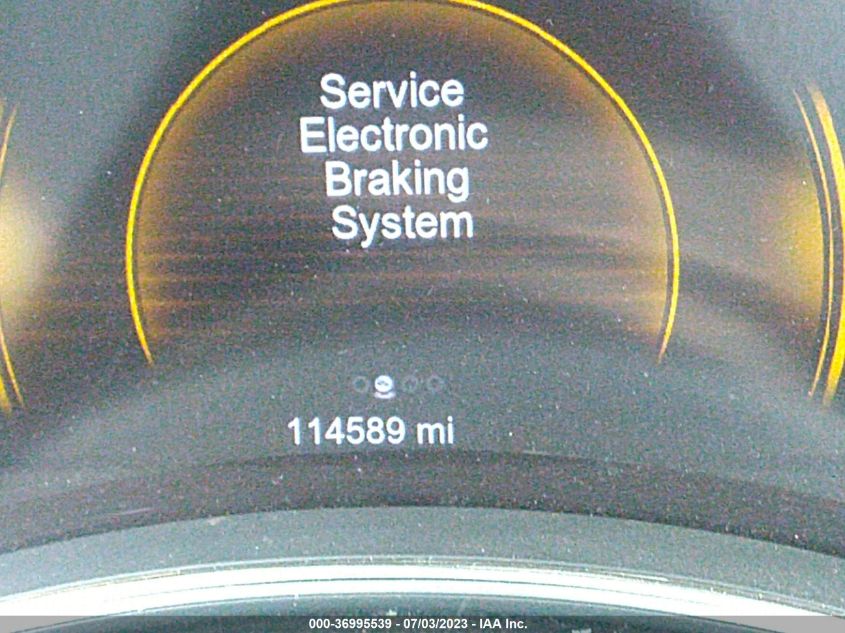 Service
Electronic
Braking
System
114589 mi
000-36995539 - 07/03/2023 - IAA Inc.